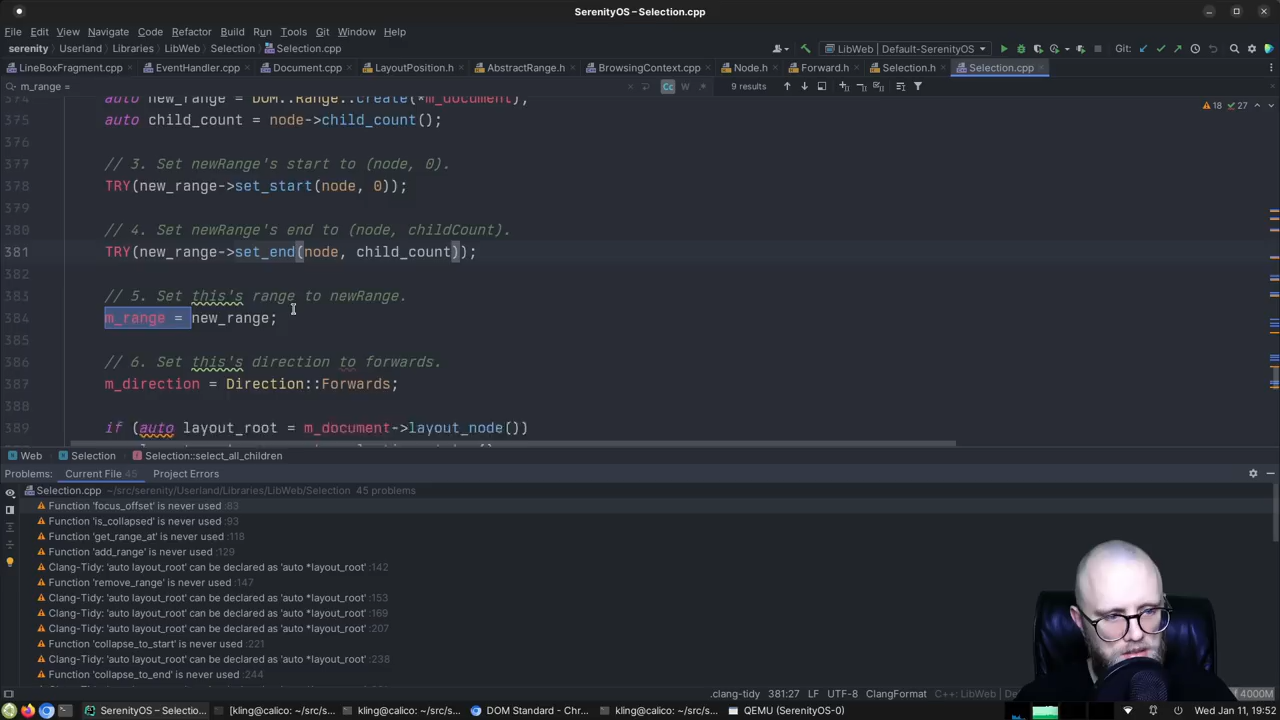 SerenityOS – Selection.cpp
File Edit View Navigate Code Refactor Build Run Tools Git Window Help
serenity Userland Libraries LibWeb Selection Selection.cpp LibWeb | Default-SerenityOS Git:
LineBoxFragment.cpp EventHandler.cpp Document.cpp LayoutPosition.h AbstractRange.h BrowsingContext.cpp Node.h Forward.h Selection.h Selection.cpp
m_range = Cc W 9 results
374 auto new_range = DOM::Range::create(*m_document);
375 auto child_count = node->child_count();
376
377 // 3. Set newRange's start to (node, 0).
378 TRY(new_range->set_start(node, 0));
379
380 // 4. Set newRange's end to (node, childCount).
381 TRY(new_range->set_end(node, child_count));
382
383 // 5. Set this's range to newRange.
384 m_range = new_range;
385
386 // 6. Set this's direction to forwards.
387 m_direction = Direction::Forwards;
388
389 if (auto layout_root = m_document->layout_node())
18 27
Web Selection Selection::select_all_children
Problems: Current File 45 Project Errors
Selection.cpp ~/src/serenity/Userland/Libraries/LibWeb/Selection 45 problems
Function 'focus_offset' is never used :83
Function 'is_collapsed' is never used :93
Function 'get_range_at' is never used :118
Function 'add_range' is never used :129
Clang-Tidy: 'auto layout_root' can be declared as 'auto *layout_root' :142
Function 'remove_range' is never used :147
Clang-Tidy: 'auto layout_root' can be declared as 'auto *layout_root' :153
Clang-Tidy: 'auto layout_root' can be declared as 'auto *layout_root' :169
Clang-Tidy: 'auto layout_root' can be declared as 'auto *layout_root' :207
Function 'collapse_to_start' is never used :221
Clang-Tidy: 'auto layout_root' can be declared as 'auto *layout_root' :238
Function 'collapse_to_end' is never used :244
.clang-tidy 381:27 LF UTF-8 ClangFormat C++: LibWeb 4000M
SerenityOS – Selectio... [kling@calico: ~/src/s... kling@calico: ~/src/s... DOM Standard - Chr... kling@calico: ~/src/s... QEMU (SerenityOS-0) Wed Jan 11, 19:52